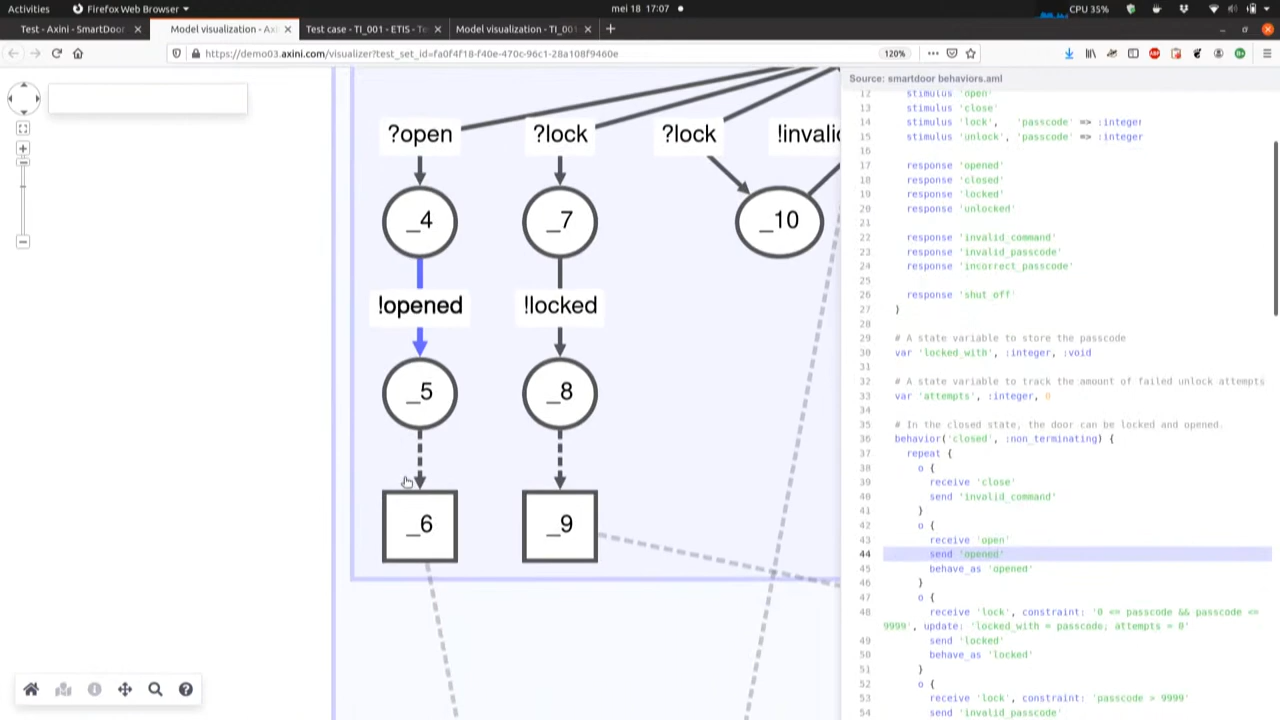 Activities
Firefox Web Browser
mei 18 17:07
CPU 35%
Test - Axini - SmartDoor
Model visualization - Axi
Test case - TI_001 - ETIS - Te
Model visualization - TI_001
https://demo03.axini.com/visualizer?test_set_id=fa0f4f18-f40e-470c-96c1-28a108f9460e
120%
?open
?lock
?lock
!invalid
_4
_7
_10
!opened
!locked
_5
_8
_6
_9
Source: smartdoor behaviors.aml
12 stimulus 'open'
13 stimulus 'close'
14 stimulus 'lock', 'passcode' => :integer
15 stimulus 'unlock', 'passcode' => :integer
16
17 response 'opened'
18 response 'closed'
19 response 'locked'
20 response 'unlocked'
21
22 response 'invalid_command'
23 response 'invalid_passcode'
24 response 'incorrect_passcode'
25
26 response 'shut_off'
27 }
28
29 # A state variable to store the passcode
30 var 'locked_with', :integer, :void
31
32 # A state variable to track the amount of failed unlock attempts
33 var 'attempts', :integer, 0
34
35 # In the closed state, the door can be locked and opened.
36 behavior('closed', :non_terminating) {
37 repeat {
38 o {
39 receive 'close'
40 send 'invalid_command'
41 }
42 o {
43 receive 'open'
44 send 'opened'
45 behave_as 'opened'
46 }
47 o {
48 receive 'lock', constraint: '0 <= passcode && passcode <=
9999', update: 'locked_with = passcode; attempts = 0'
49 send 'locked'
50 behave_as 'locked'
51 }
52 o {
53 receive 'lock', constraint: 'passcode > 9999'
54 send 'invalid_passcode'